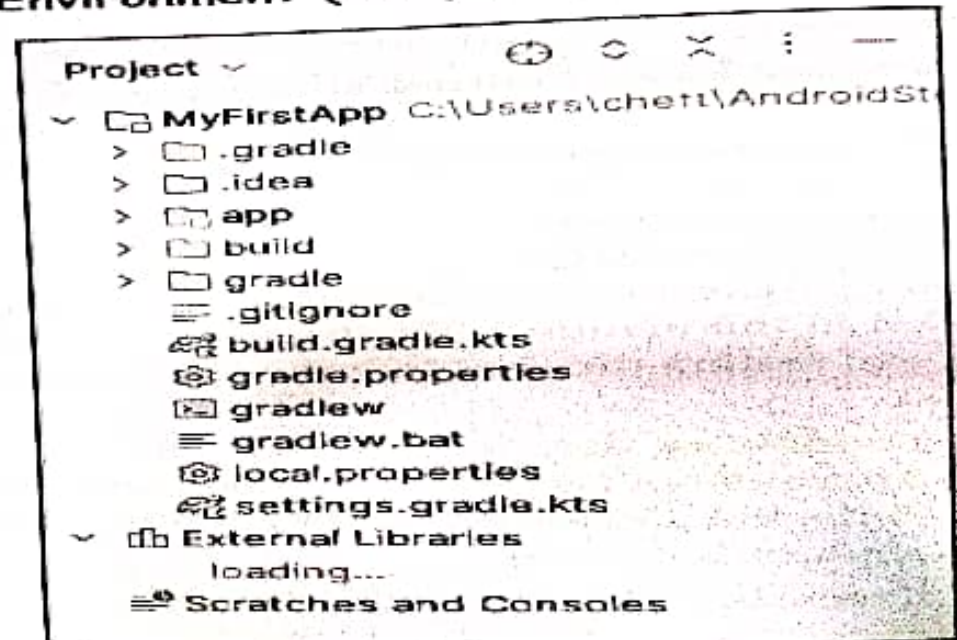 Project
MyFirstApp C:\Users\chett\AndroidSt
.gradle
.idea
app
build
gradle
.gitignore
build.gradle.kts
gradle.properties
gradlew
gradlew.bat
local.properties
settings.gradle.kts
External Libraries
loading...
Scratches and Consoles